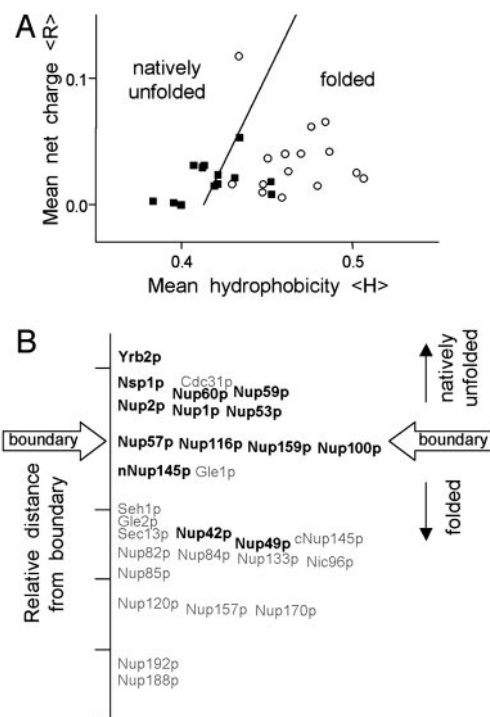 A
Mean net charge <R>
0.1
0.0
natively
unfolded
folded
0.4
0.5
Mean hydrophobicity <H>
B
Yrb2p
Nsp1p Cdc31p
Nup60p Nup59p
Nup2p Nup1p Nup53p
boundary
Nup57p Nup116p Nup159p Nup100p
boundary
nNup145p Gle1p
Seh1p
Gle2p
Sec13p Nup42p Nup49p cNup145p
Nup82p Nup84p Nup133p Nic96p
Nup85p
Nup120p Nup157p Nup170p
Nup192p
Nup188p
Relative distance
from boundary
natively
unfolded
folded